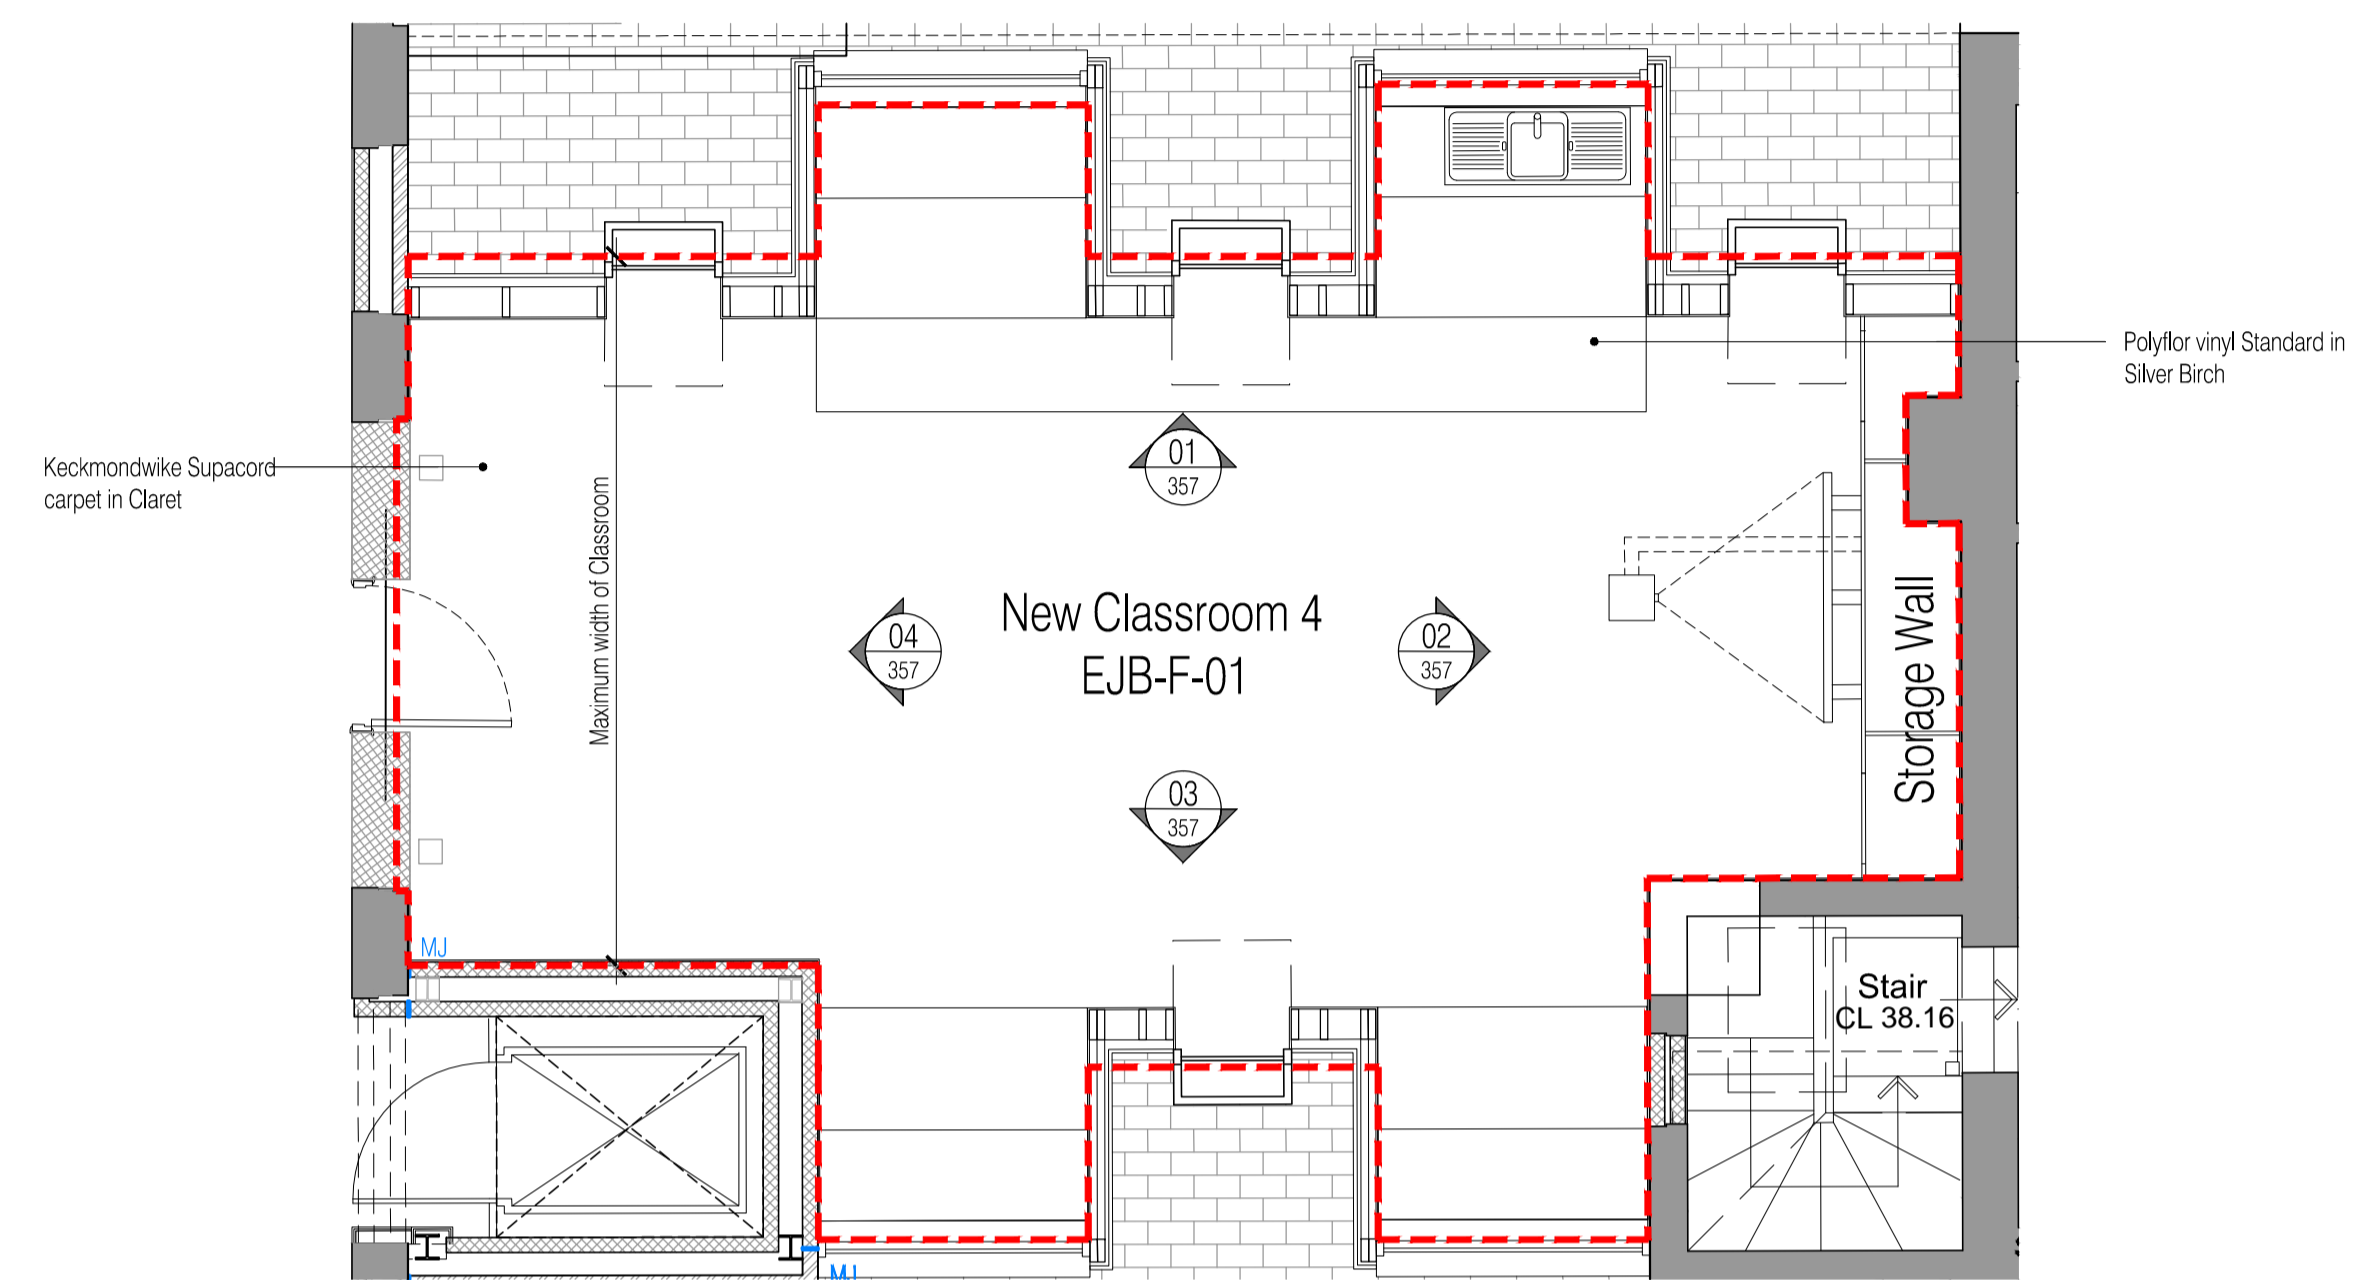 Polyflor vinyl Standard in
Silver Birch
Keckmondwike Supacord
carpet in Claret
Maximum width of Classroom
01
357
New Classroom 4
EJB-F-01
04
357
02
357
03
357
Storage Wall
MJ
Stair
CL 38.16
MJ